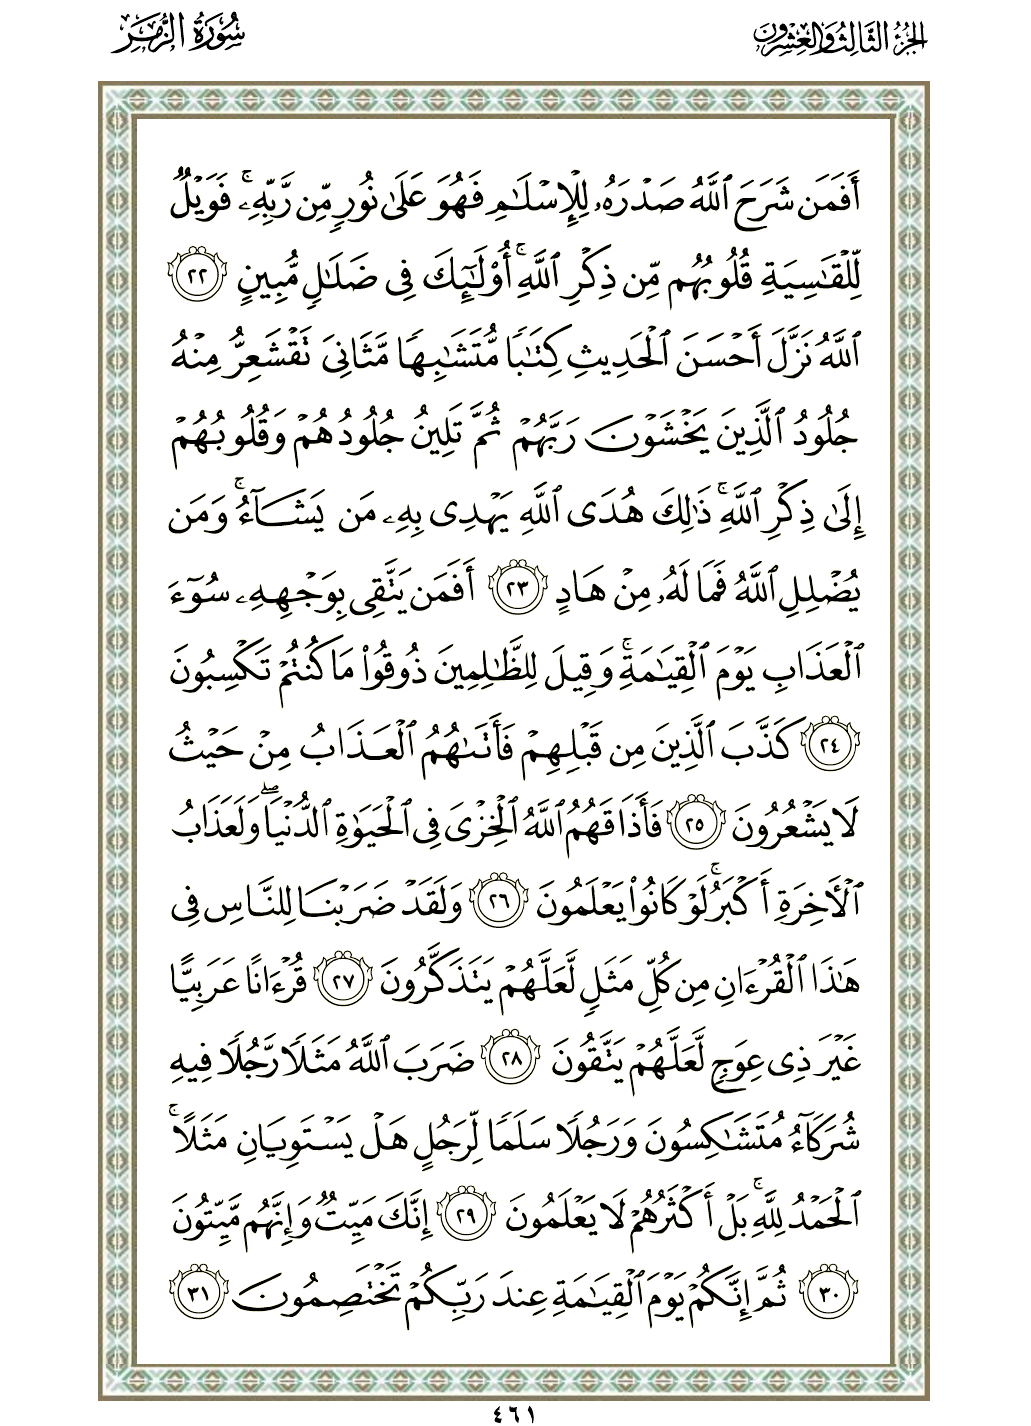 الجزء الثالث والعشرون
سورة الزمر
أَفَمَن شَرَحَ ٱللَّهُ صَدْرَهُۥ لِلْإِسْلَٰمِ فَهُوَ عَلَىٰ نُورٍ مِّن رَّبِّهِۦ ۚ فَوَيْلٌ
لِّلْقَٰسِيَةِ قُلُوبُهُم مِّن ذِكْرِ ٱللَّهِ ۚ أُو۟لَٰٓئِكَ فِى ضَلَٰلٍ مُّبِينٍ ٢٢
ٱللَّهُ نَزَّلَ أَحْسَنَ ٱلْحَدِيثِ كِتَٰبًا مُّتَشَٰبِهًا مَّثَانِىَ تَقْشَعِرُّ مِنْهُ
جُلُودُ ٱلَّذِينَ يَخْشَوْنَ رَبَّهُمْ ثُمَّ تَلِينُ جُلُودُهُمْ وَقُلُوبُهُمْ
إِلَىٰ ذِكْرِ ٱللَّهِ ۚ ذَٰلِكَ هُدَى ٱللَّهِ يَهْدِى بِهِۦ مَن يَشَآءُ ۚ وَمَن
يُضْلِلِ ٱللَّهُ فَمَا لَهُۥ مِنْ هَادٍ ٢٣ أَفَمَن يَتَّقِى بِوَجْهِهِۦ سُوٓءَ
ٱلْعَذَابِ يَوْمَ ٱلْقِيَٰمَةِ ۚ وَقِيلَ لِلظَّٰلِمِينَ ذُوقُوا۟ مَا كُنتُمْ تَكْسِبُونَ
٢٤ كَذَّبَ ٱلَّذِينَ مِن قَبْلِهِمْ فَأَتَىٰهُمُ ٱلْعَذَابُ مِنْ حَيْثُ
لَا يَشْعُرُونَ ٢٥ فَأَذَاقَهُمُ ٱللَّهُ ٱلْخِزْىَ فِى ٱلْحَيَوٰةِ ٱلدُّنْيَا ۖ وَلَعَذَابُ
ٱلْءَاخِرَةِ أَكْبَرُ ۚ لَوْ كَانُوا۟ يَعْلَمُونَ ٢٦ وَلَقَدْ ضَرَبْنَا لِلنَّاسِ فِى
هَٰذَا ٱلْقُرْءَانِ مِن كُلِّ مَثَلٍ لَّعَلَّهُمْ يَتَذَكَّرُونَ ٢٧ قُرْءَانًا عَرَبِيًّا
غَيْرَ ذِى عِوَجٍ لَّعَلَّهُمْ يَتَّقُونَ ٢٨ ضَرَبَ ٱللَّهُ مَثَلًا رَّجُلًا فِيهِ
شُرَكَآءُ مُتَشَٰكِسُونَ وَرَجُلًا سَلَمًا لِّرَجُلٍ هَلْ يَسْتَوِيَانِ مَثَلًا ۚ
ٱلْحَمْدُ لِلَّهِ ۚ بَلْ أَكْثَرُهُمْ لَا يَعْلَمُونَ ٢٩ إِنَّكَ مَيِّتٌ وَإِنَّهُم مَّيِّتُونَ
٣٠ ثُمَّ إِنَّكُمْ يَوْمَ ٱلْقِيَٰمَةِ عِندَ رَبِّكُمْ تَخْتَصِمُونَ ٣١
٤٦١